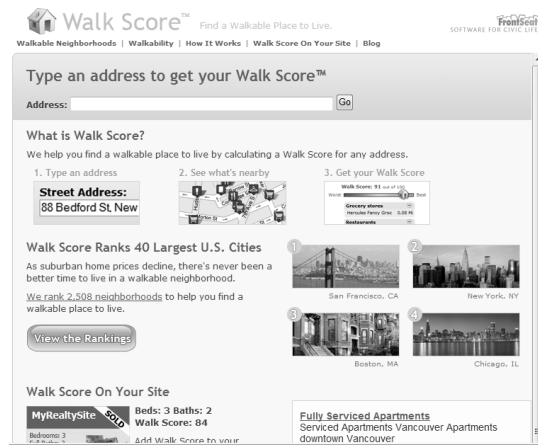 Walk Score™ Find a Walkable Place to Live.
FrontSeat
SOFTWARE FOR CIVIC LIFE
Walkable Neighborhoods | Walkability | How It Works | Walk Score On Your Site | Blog
Type an address to get your Walk Score™
Address: Go
What is Walk Score?
We help you find a walkable place to live by calculating a Walk Score for any address.
1. Type an address
2. See what's nearby
3. Get your Walk Score
Street Address:
88 Bedford St, New
Walk Score: 91 out of 100
Best
Grocery stores
Hercules Fancy Groc 0.08 Mi
Restaurants
Walk Score Ranks 40 Largest U.S. Cities
As suburban home prices decline, there's never been a
better time to live in a walkable neighborhood.
We rank 2,508 neighborhoods to help you find a
walkable place to live.
View the Rankings
1
San Francisco, CA
2
New York, NY
3
Boston, MA
4
Chicago, IL
Walk Score On Your Site
MyRealtySite
SOLD
Bedrooms: 3
Beds: 3 Baths: 2
Walk Score: 84
Add Walk Score to your
Fully Serviced Apartments
Serviced Apartments Vancouver Apartments
downtown Vancouver